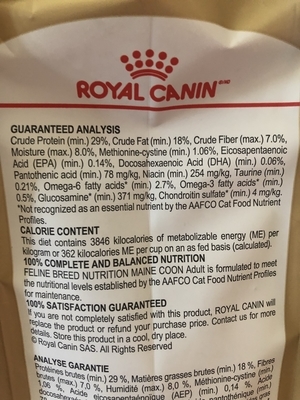 ROYAL CANIN
GUARANTEED ANALYSIS
Crude Protein (min.) 29%, Crude Fat (min.) 18%, Crude Fiber (max.) 7.0%,
Moisture (max.) 8.0%, Methionine-cystine (min.) 1.06%, Eicosapentaenoic
Acid (EPA) (min.) 0.14%, Docosahexaenoic Acid (DHA) (min.) 0.06%,
Pantothenic acid (min.) 78 mg/kg, Niacin (min.) 254 mg/kg, Taurine (min.)
0.21%, Omega-6 fatty acids* (min.) 2.7%, Omega-3 fatty acids* (min.)
0.5%, Glucosamine* (min.) 371 mg/kg, Chondroitin sulfate* (min.) 4 mg/kg.
*Not recognized as an essential nutrient by the AAFCO Cat Food Nutrient
Profiles.
CALORIE CONTENT
This diet contains 3846 kilocalories of metabolizable energy (ME) per
kilogram or 362 kilocalories ME per cup on an as fed basis (calculated).
100% COMPLETE AND BALANCED NUTRITION
FELINE BREED NUTRITION MAINE COON Adult is formulated to meet
the nutritional levels established by the AAFCO Cat Food Nutrient Profiles
for maintenance.
100% SATISFACTION GUARANTEED
If you are not completely satisfied with this product, ROYAL CANIN will
replace the product or refund your purchase price. Contact us for more
details. Store this product in a cool, dry place.
© Royal Canin SAS. All Rights Reserved
ANALYSE GARANTIE
Protéines brutes (min.) 29 %, Matières grasses brutes (min.) 18 %, Fibres
brutes (max.) 7,0 %, Humidité (max.) 8,0 %, Méthionine-cystine (min.)
1,06 %, Acide eicosapentaénoïque (AEP) (min.) 0,14 %, Acide